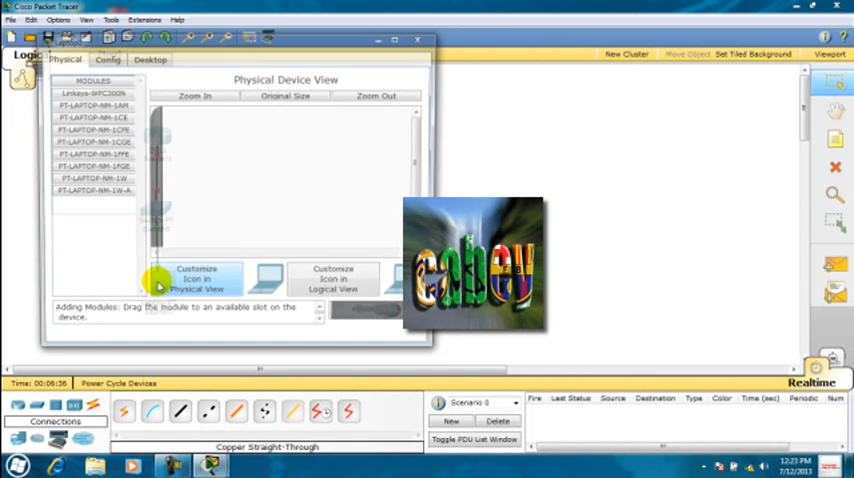 Cisco Packet Tracer
File Edit Options View Tools Extensions Help
Logic
New Cluster Move Object Set Tiled Background Viewport
Physical Config Desktop
MODULES
Linksys-WPC300N
PT-LAPTOP-NM-1AM
PT-LAPTOP-NM-1CE
PT-LAPTOP-NM-1CFE
PT-LAPTOP-NM-1CGE
PT-LAPTOP-NM-1FFE
PT-LAPTOP-NM-1FGE
PT-LAPTOP-NM-1W
PT-LAPTOP-NM-1W-A
Physical Device View
Zoom In Original Size Zoom Out
Customize
Icon in
Physical View
Customize
Icon in
Logical View
Adding Modules: Drag the module to an available slot on the
device.
cabey
Time: 00:06:36 Power Cycle Devices
Realtime
Connections
Copper Straight-Through
Scenario 0
New Delete
Toggle PDU List Window
Fire Last Status Source Destination Type Color Time (sec) Periodic Num
12:23 PM
7/12/2013